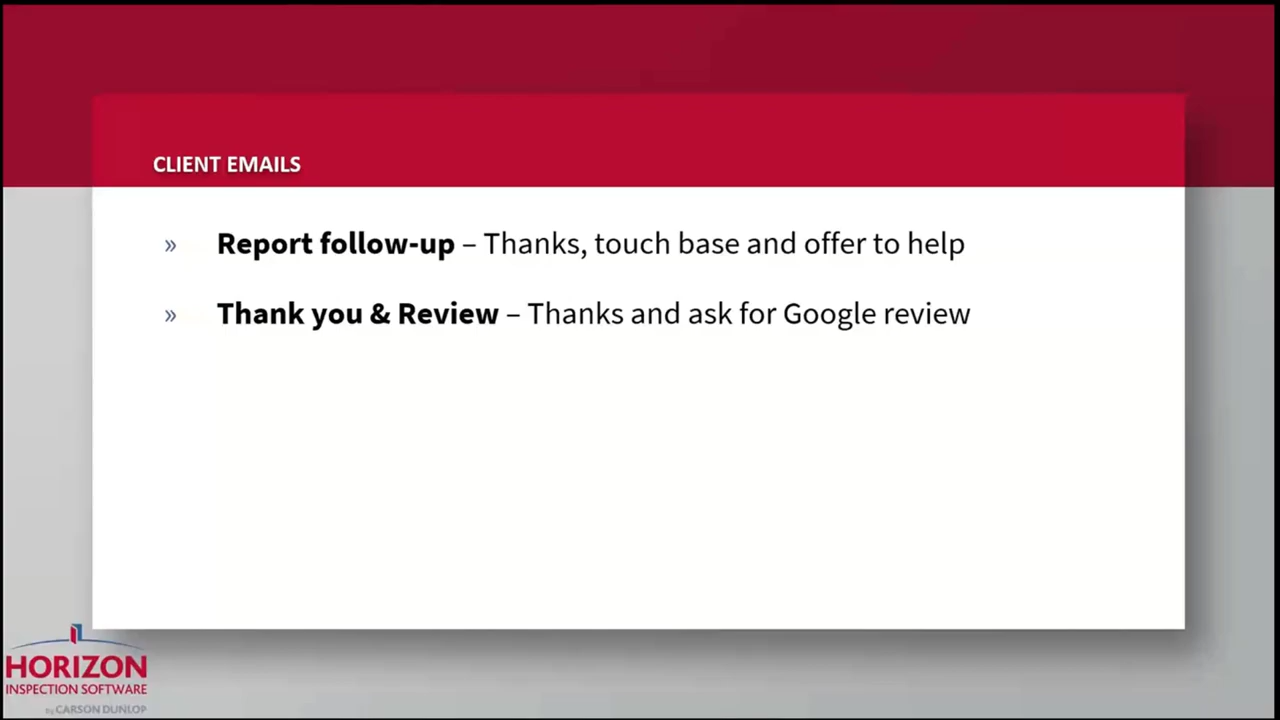 CLIENT EMAILS
» Report follow-up – Thanks, touch base and offer to help
» Thank you & Review – Thanks and ask for Google review
HORIZON
INSPECTION SOFTWARE
by CARSON DUNLOP